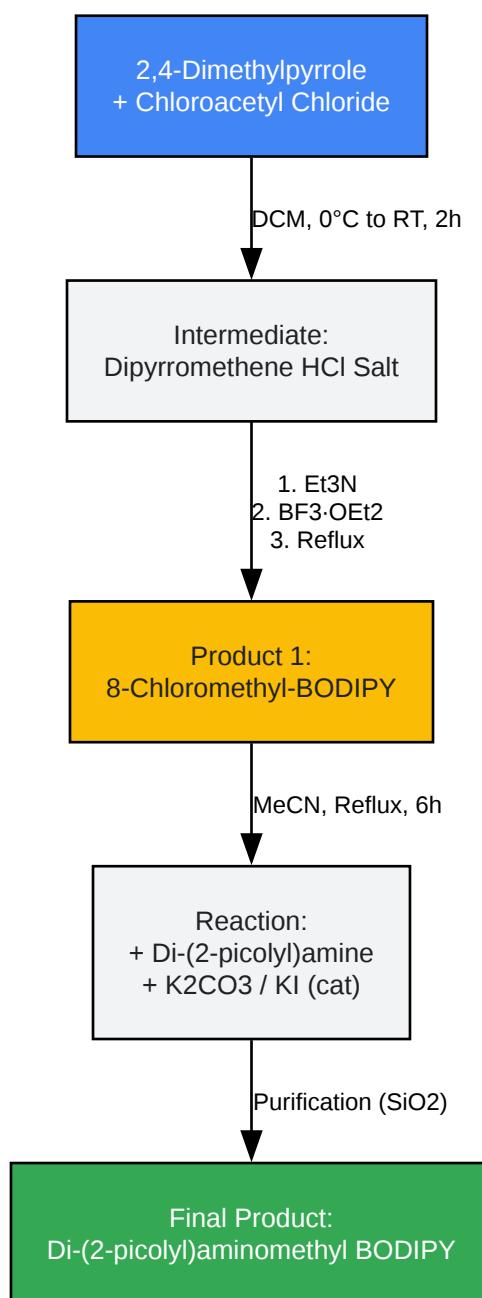 2,4-Dimethylpyrrole
+ Chloroacetyl Chloride
DCM, 0°C to RT, 2h
Intermediate:
Dipyrromethene HCl Salt
1. Et3N
2. BF3·OEt2
3. Reflux
Product 1:
8-Chloromethyl-BODIPY
MeCN, Reflux, 6h
Reaction:
+ Di-(2-picolyl)amine
+ K2CO3 / KI (cat)
Purification (SiO2)
Final Product:
Di-(2-picolyl)aminomethyl BODIPY